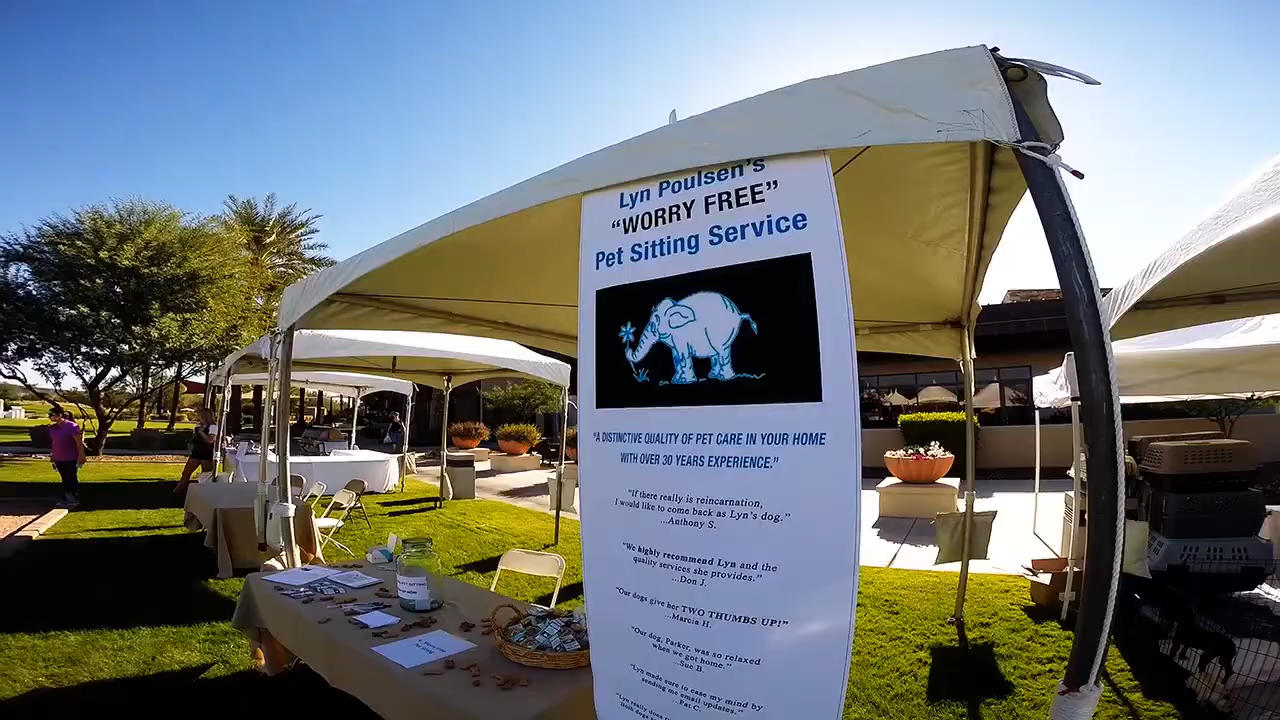 Lyn Poulsen's
"WORRY FREE"
Pet Sitting Service
"A DISTINCTIVE QUALITY OF PET CARE IN YOUR HOME
WITH OVER 30 YEARS EXPERIENCE."
"If there really is reincarnation,
I would like to come back as Lyn's dog."
...Anthony S.
"We highly recommend Lyn and the
quality services she provides."
...Don J.
"Our dogs give her TWO THUMBS UP!"
...Marcia H.
"Our dog, Parker, was so relaxed
when we got home."
...Sue B.
"Lyn made sure to ease my mind by
sending me email updates."
...Pat C.
"Lyn really does